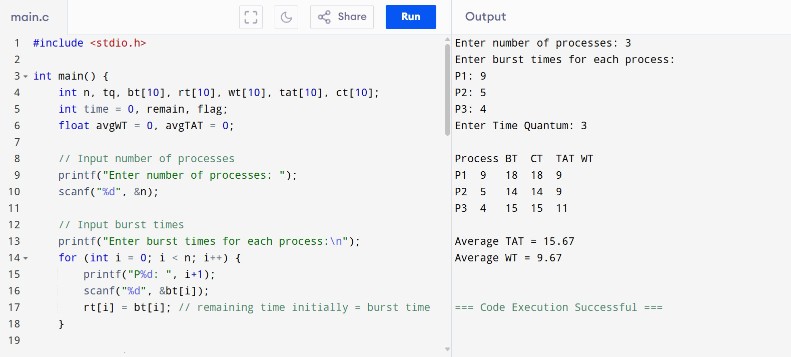 main.c
Share
Run
Output
1 #include <stdio.h>
2
3 int main() {
4 int n, tq, bt[10], rt[10], wt[10], tat[10], ct[10];
5 int time = 0, remain, flag;
6 float avgWT = 0, avgTAT = 0;
7
8 // Input number of processes
9 printf("Enter number of processes: ");
10 scanf("%d", &n);
11
12 // Input burst times
13 printf("Enter burst times for each process:\n");
14 for (int i = 0; i < n; i++) {
15 printf("P%d: ", i+1);
16 scanf("%d", &bt[i]);
17 rt[i] = bt[i]; // remaining time initially = burst time
18 }
19
Enter number of processes: 3
Enter burst times for each process:
P1: 9
P2: 5
P3: 4
Enter Time Quantum: 3
Process BT CT TAT WT
P1 9 18 18 9
P2 5 14 14 9
P3 4 15 15 11
Average TAT = 15.67
Average WT = 9.67
=== Code Execution Successful ===